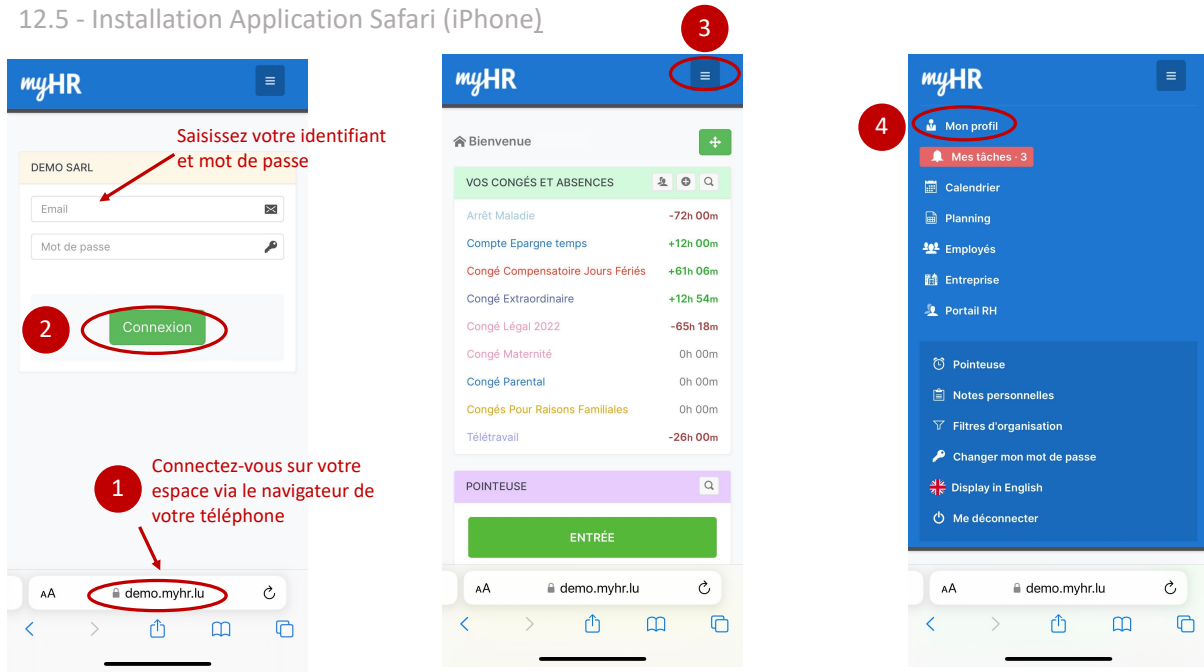 12.5 - Installation Application Safari (iPhone)
myHR
DEMO SARL
Saisissez votre identifiant
et mot de passe
Email
Mot de passe
2
Connexion
1
Connectez-vous sur votre
espace via le navigateur de
votre téléphone
AA demo.myhr.lu
3
myHR
Bienvenue
VOS CONGÉS ET ABSENCES
Arrêt Maladie -72h 00m
Compte Epargne temps +12h 00m
Congé Compensatoire Jours Fériés +61h 06m
Congé Extraordinaire +12h 54m
Congé Légal 2022 -65h 18m
Congé Maternité 0h 00m
Congé Parental 0h 00m
Congés Pour Raisons Familiales 0h 00m
Télétravail -26h 00m
POINTEUSE
ENTRÉE
AA demo.myhr.lu
myHR
4
Mon profil
Mes tâches · 3
Calendrier
Planning
Employés
Entreprise
Portail RH
Pointeuse
Notes personnelles
Filtres d'organisation
Changer mon mot de passe
Display in English
Me déconnecter
AA demo.myhr.lu